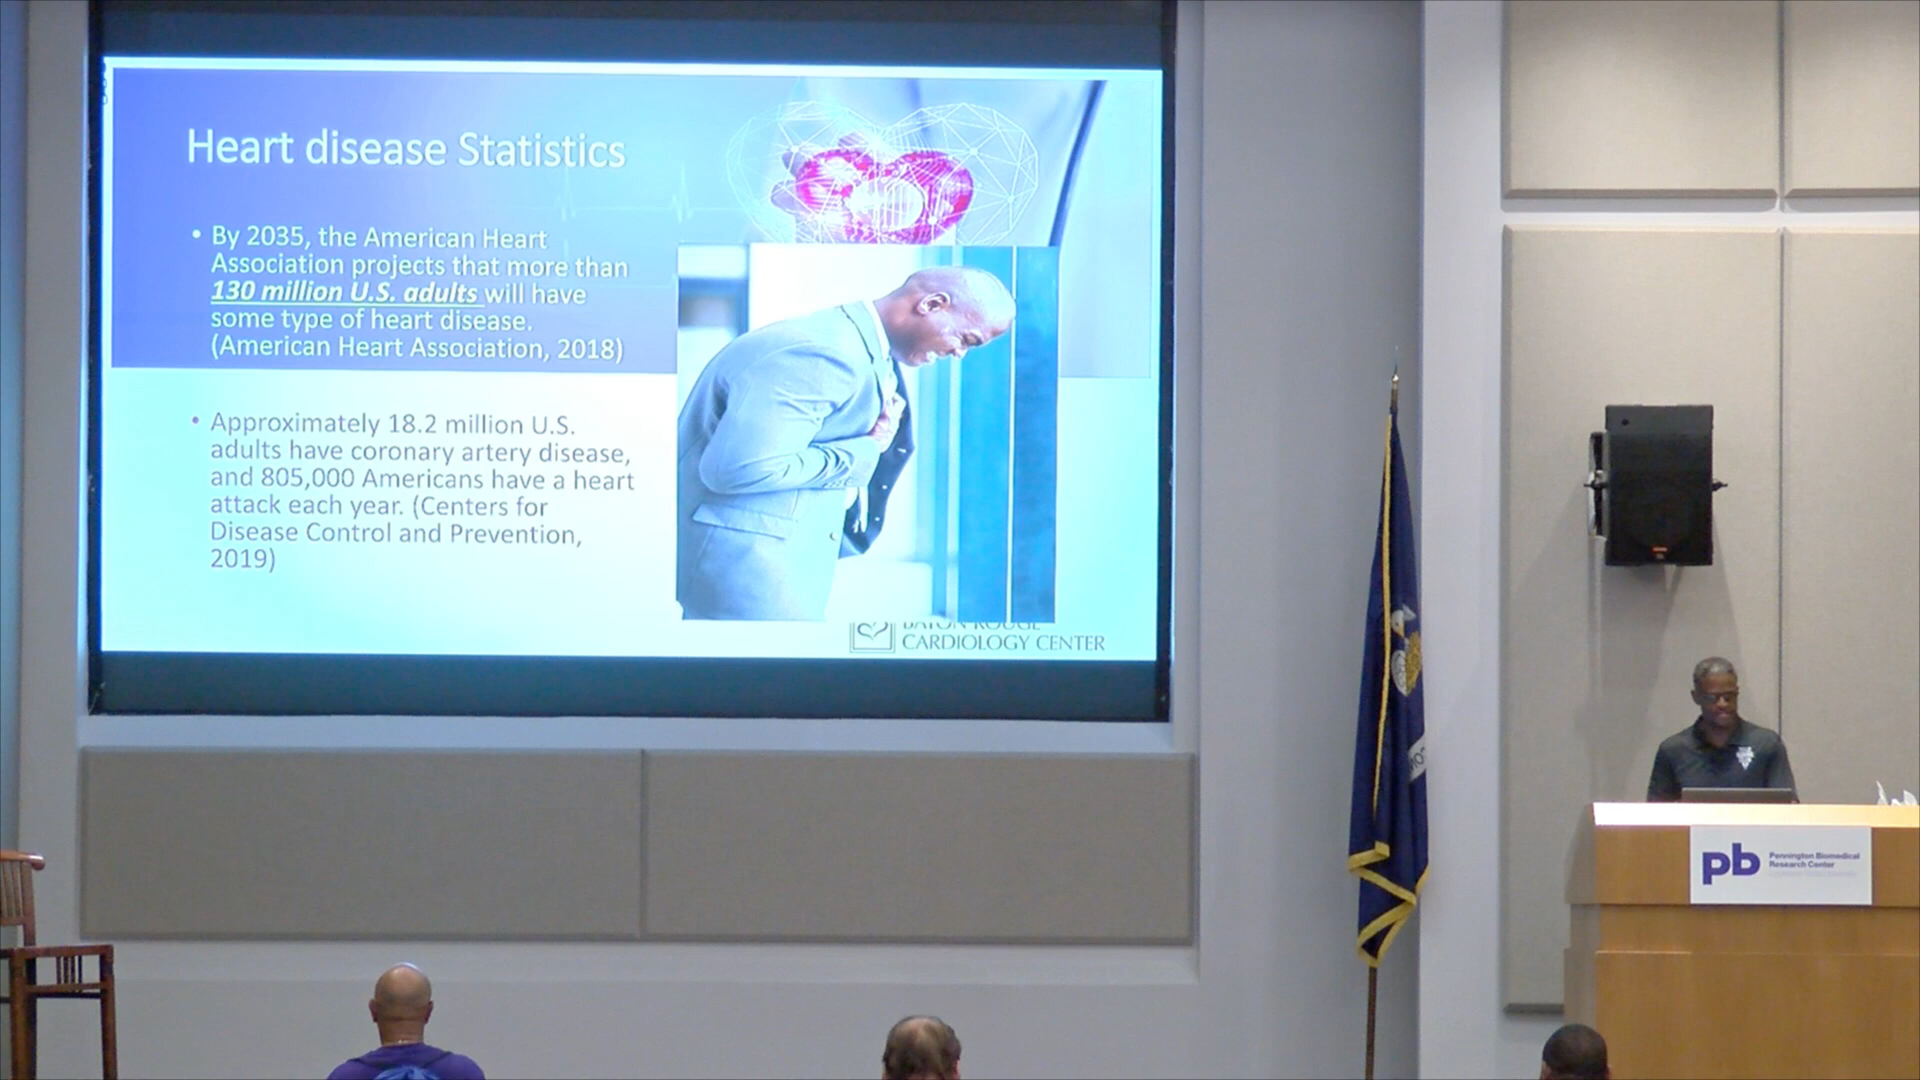 Heart disease Statistics
• By 2035, the American Heart
Association projects that more than
130 million U.S. adults will have
some type of heart disease.
(American Heart Association, 2018)
• Approximately 18.2 million U.S.
adults have coronary artery disease,
and 805,000 Americans have a heart
attack each year. (Centers for
Disease Control and Prevention,
2019)
BATON ROUGE
CARDIOLOGY CENTER
pb
Pennington Biomedical
Research Center